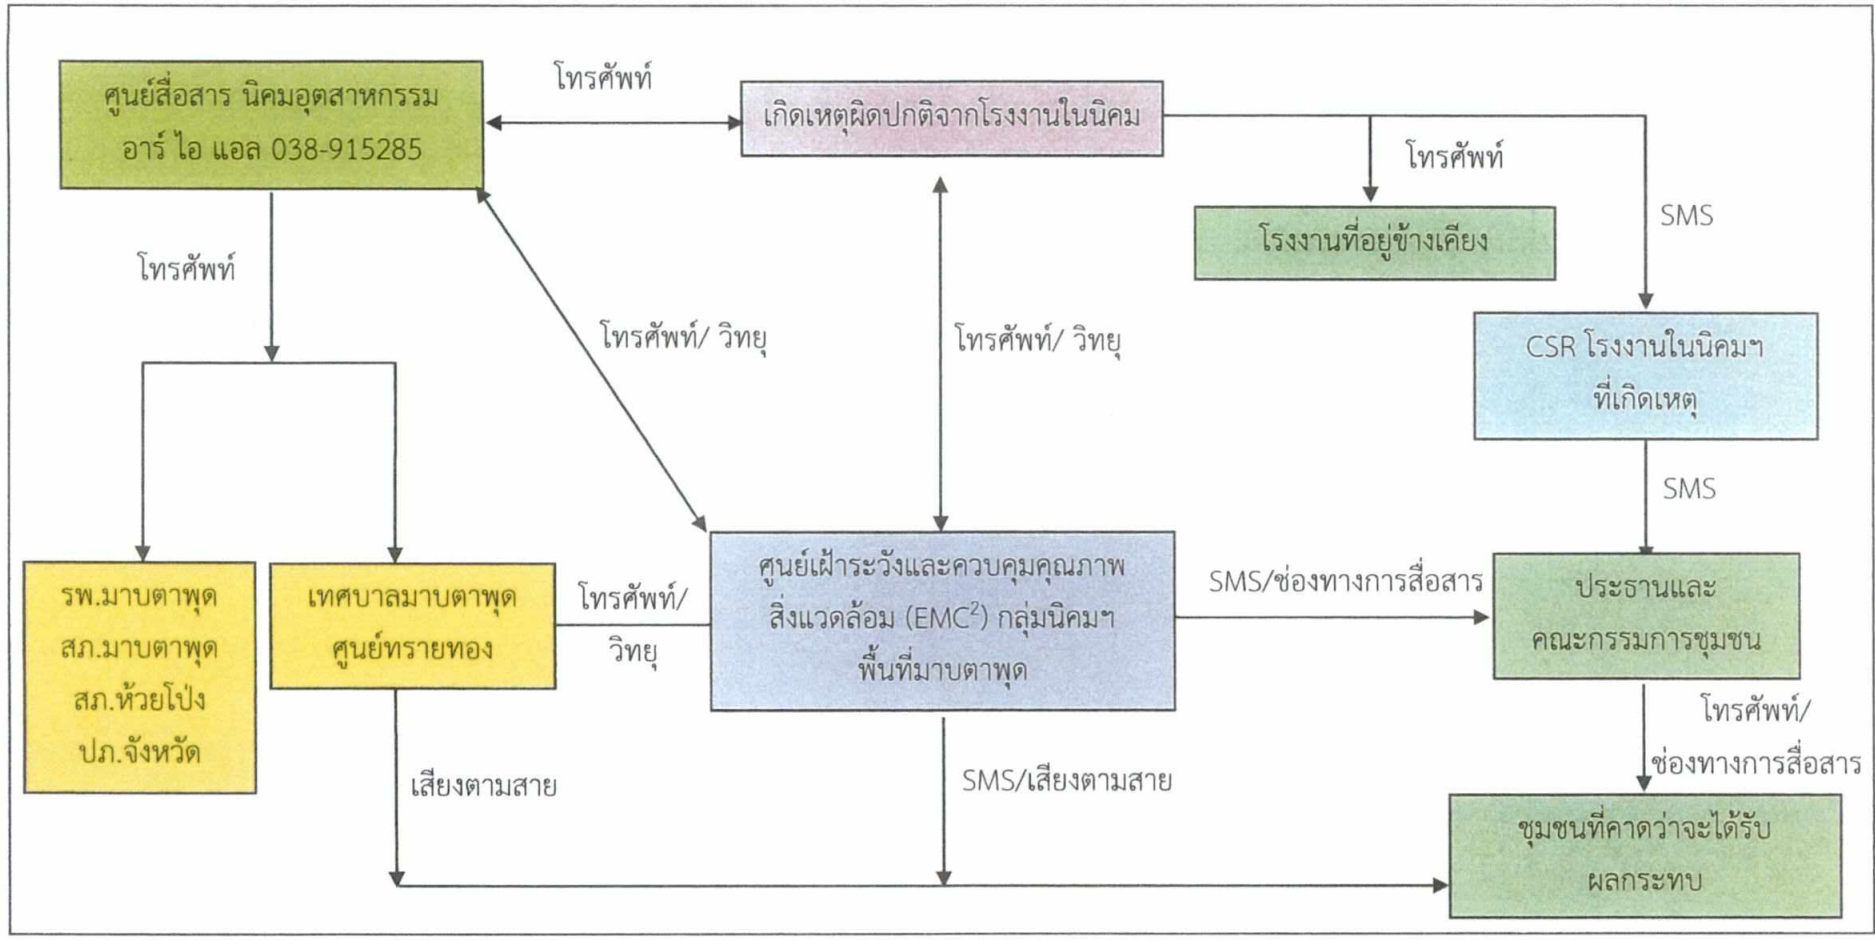 ศูนย์สื่อสาร นิคมอุตสาหกรรม
อาร์ ไอ แอล 038-915285
โทรศัพท์
เกิดเหตุผิดปกติจากโรงงานในนิคม
โทรศัพท์
โรงงานที่อยู่ข้างเคียง
SMS
โทรศัพท์
โทรศัพท์/ วิทยุ
โทรศัพท์/ วิทยุ
CSR โรงงานในนิคมฯ
ที่เกิดเหตุ
SMS
รพ.มาบตาพุด
สภ.มาบตาพุด
สภ.ห้วยโป่ง
ปภ.จังหวัด
เทศบาลมาบตาพุด
ศูนย์ทรายทอง
โทรศัพท์/
วิทยุ
ศูนย์เฝ้าระวังและควบคุมคุณภาพ
สิ่งแวดล้อม (EMC²) กลุ่มนิคมฯ
พื้นที่มาบตาพุด
SMS/ช่องทางการสื่อสาร
ประธานและ
คณะกรรมการชุมชน
โทรศัพท์/
ช่องทางการสื่อสาร
เสียงตามสาย
SMS/เสียงตามสาย
ชุมชนที่คาดว่าจะได้รับ
ผลกระทบ